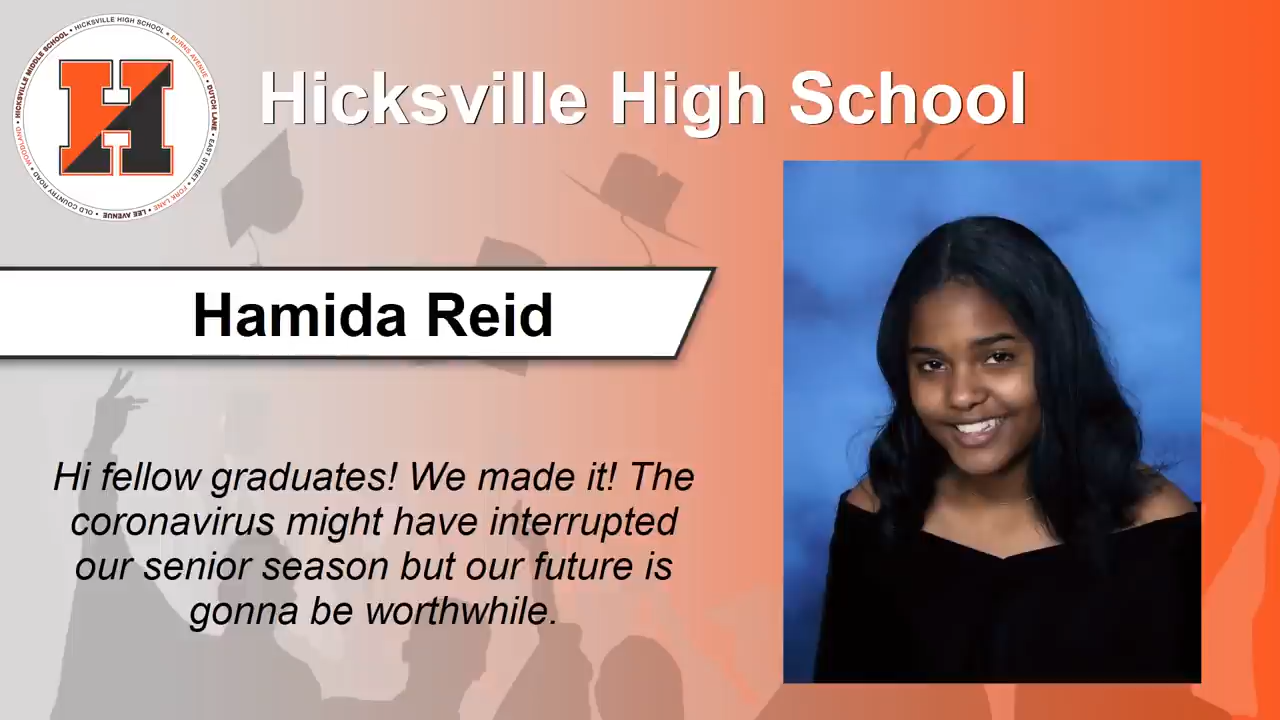 HICKSVILLE MIDDLE SCHOOL • HICKSVILLE HIGH SCHOOL • BURNS AVENUE • DUTCH LANE • EAST STREET • FORK LANE • LEE AVENUE • OLD COUNTRY ROAD • WOODLAND •
H
Hicksville High School
Hamida Reid
Hi fellow graduates! We made it! The
coronavirus might have interrupted
our senior season but our future is
gonna be worthwhile.